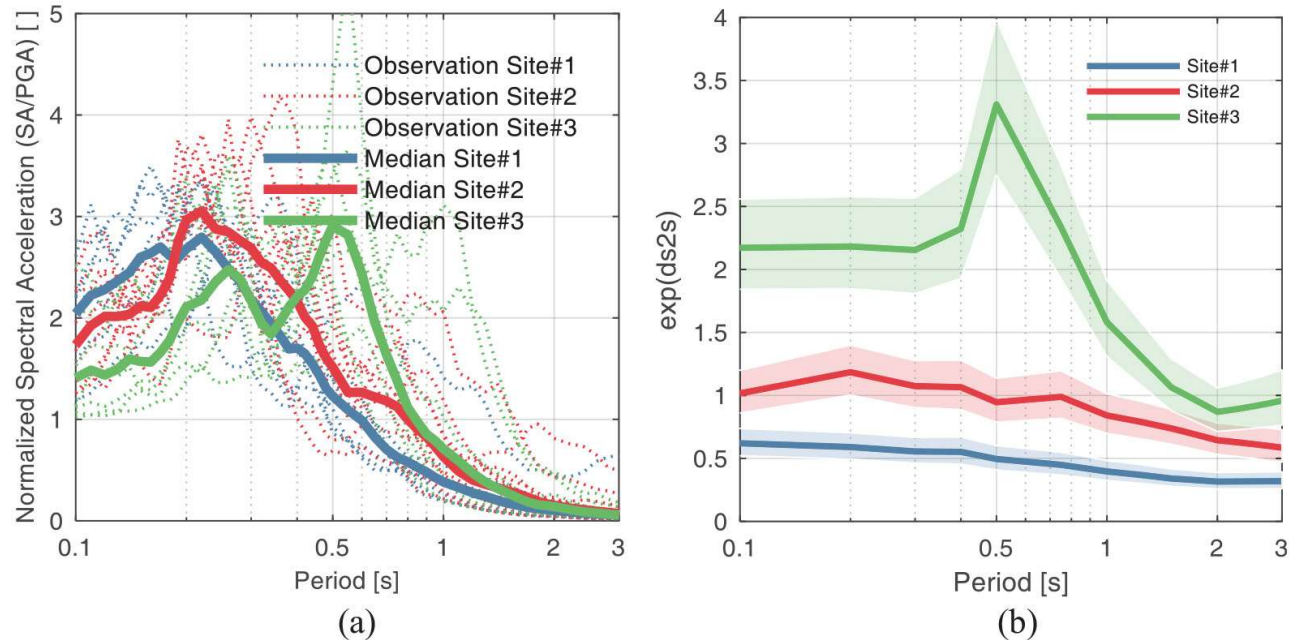 Normalized Spectral Acceleration (SA/PGA) [ ]
5
4
3
2
1
0
Observation Site#1
Observation Site#2
Observation Site#3
Median Site#1
Median Site#2
Median Site#3
0.1
0.5
1
2
3
Period [s]
(a)
exp(ds2s)
4
3.5
3
2.5
2
1.5
1
0.5
0
Site#1
Site#2
Site#3
0.1
0.5
1
2
3
Period [s]
(b)